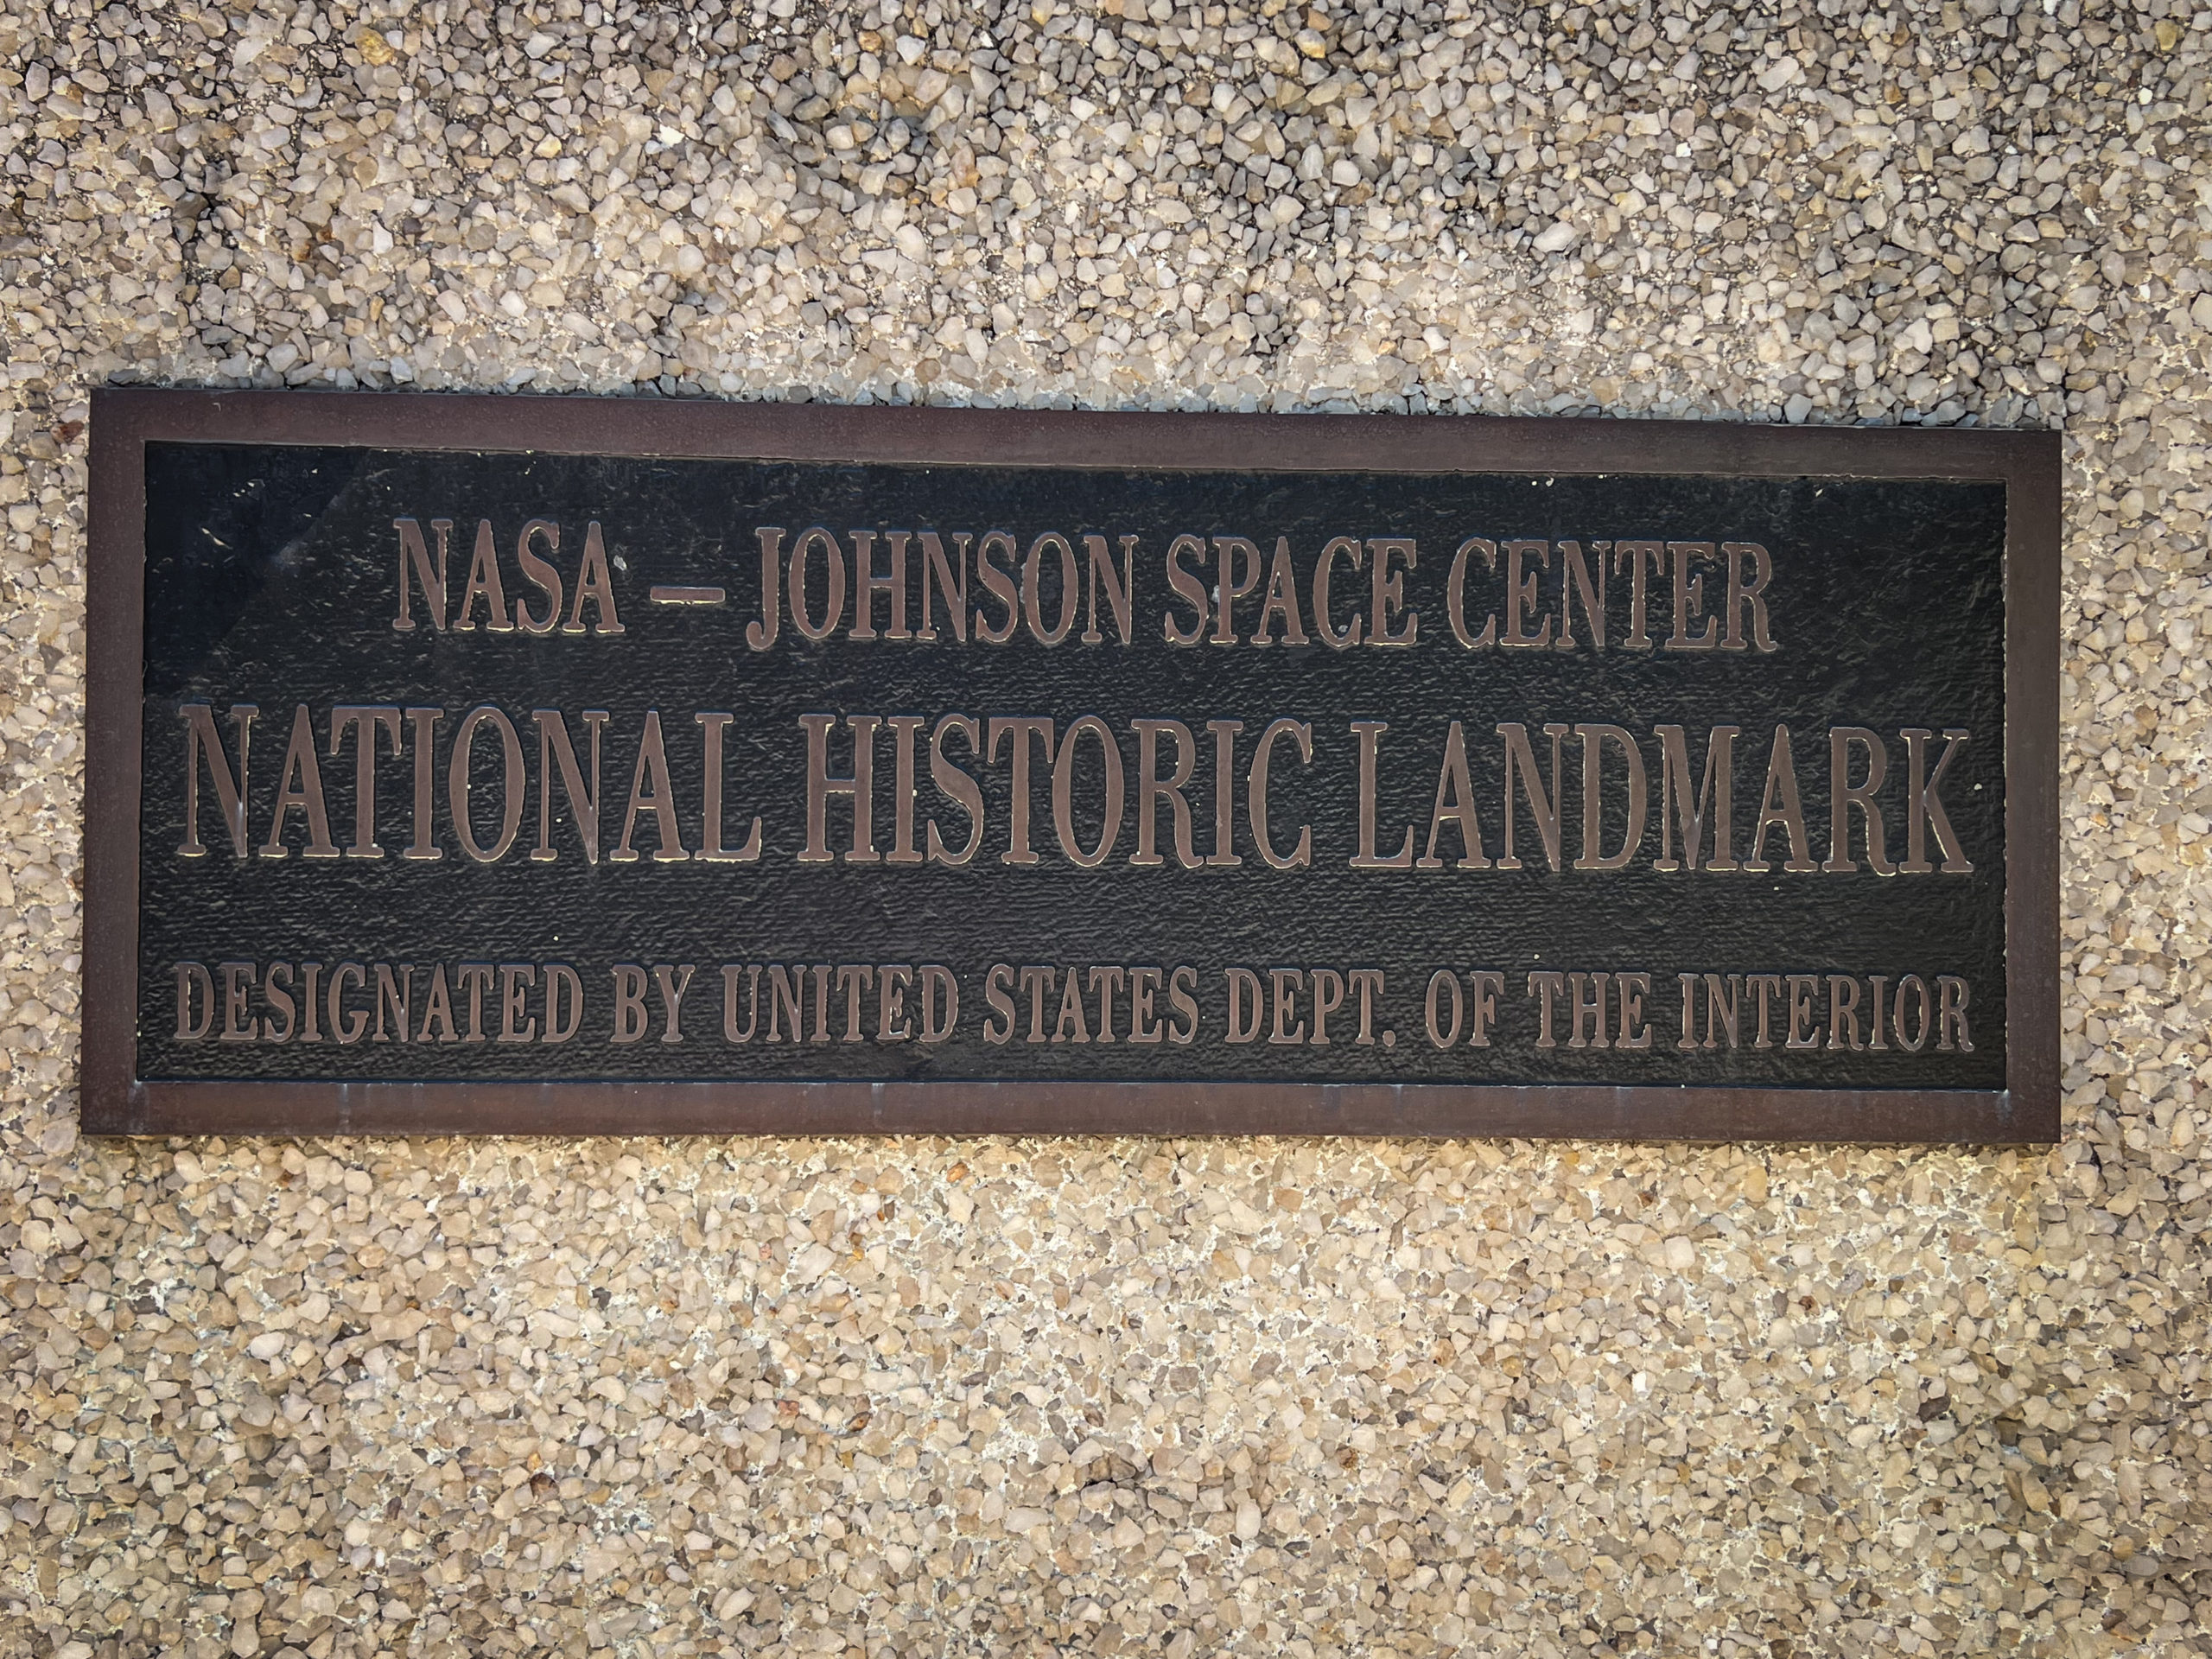 NASA — JOHNSON SPACE CENTER
NATIONAL HISTORIC LANDMARK
DESIGNATED BY UNITED STATES DEPT. OF THE INTERIOR